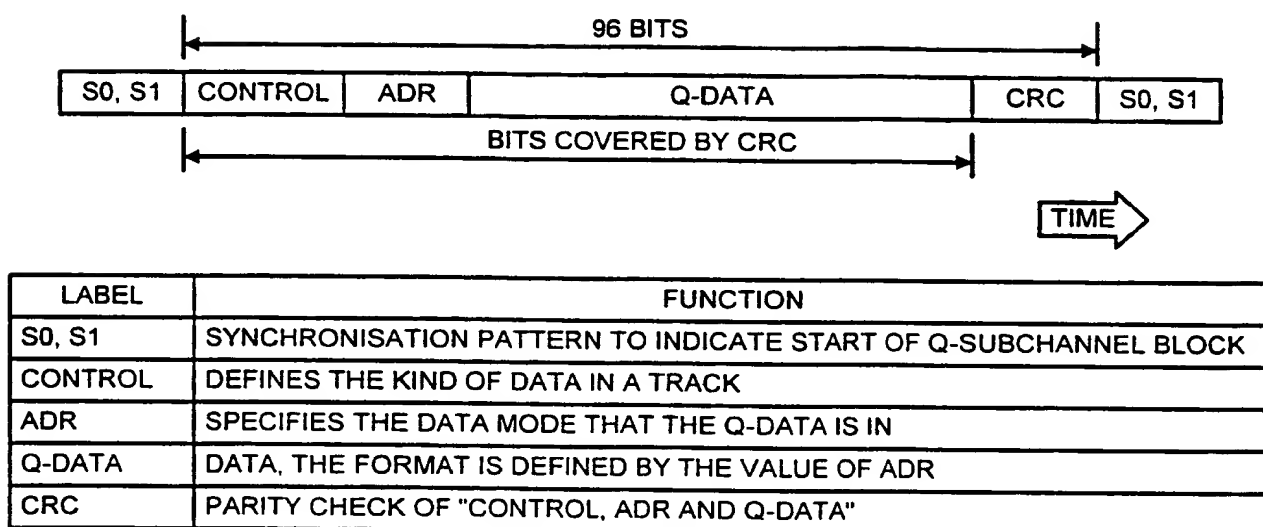 96 BITS
S0, S1 CONTROL ADR Q-DATA CRC S0, S1
BITS COVERED BY CRC
TIME
LABEL FUNCTION
S0, S1 SYNCHRONISATION PATTERN TO INDICATE START OF Q-SUBCHANNEL BLOCK
CONTROL DEFINES THE KIND OF DATA IN A TRACK
ADR SPECIFIES THE DATA MODE THAT THE Q-DATA IS IN
Q-DATA DATA, THE FORMAT IS DEFINED BY THE VALUE OF ADR
CRC PARITY CHECK OF "CONTROL, ADR AND Q-DATA"